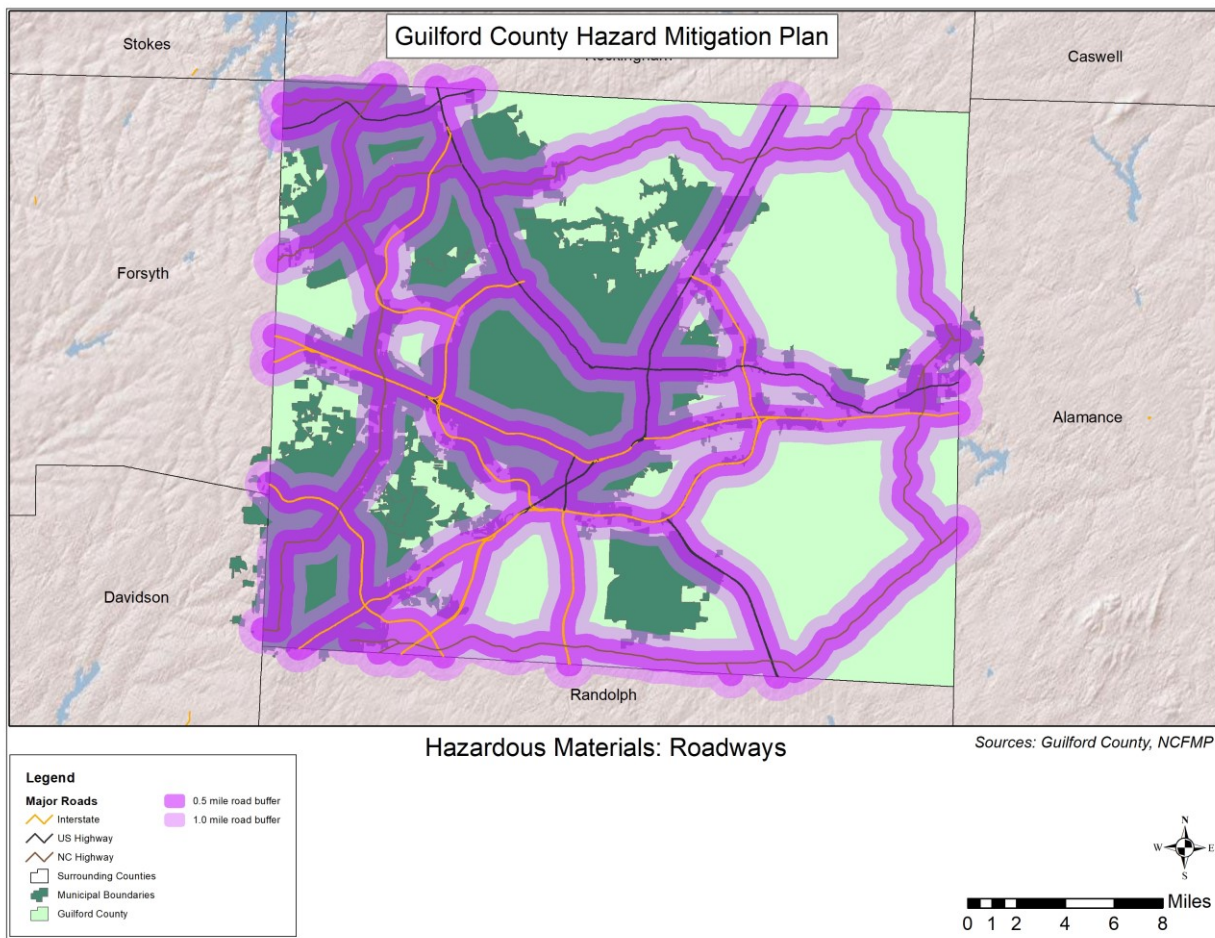 Guilford County Hazard Mitigation Plan
Stokes
Caswell
Forsyth
Alamance
Davidson
Randolph
Hazardous Materials: Roadways
Sources: Guilford County, NCFMP
Legend
Major Roads
Interstate
US Highway
NC Highway
Surrounding Counties
Municipal Boundaries
Guilford County
0.5 mile road buffer
1.0 mile road buffer
N
W E
S
0 1 2 4 6 8 Miles